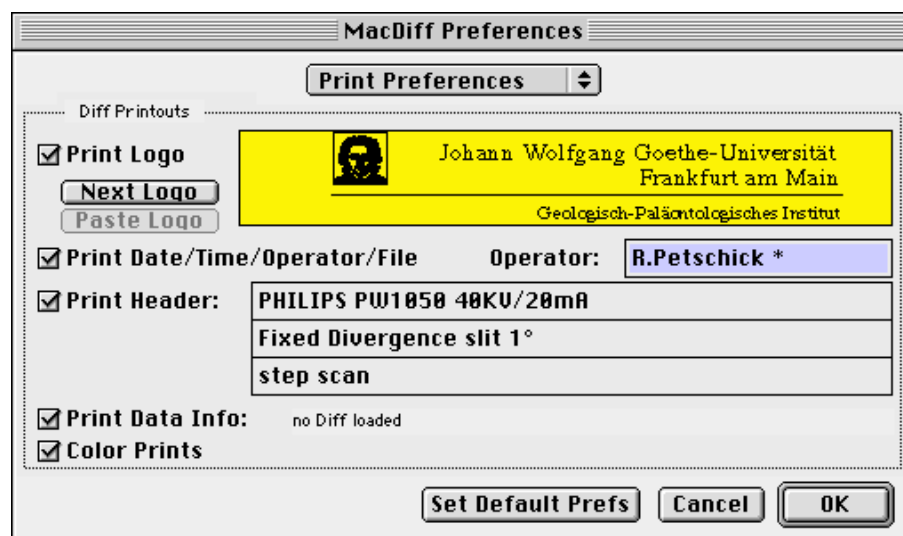 MacDiff Preferences
Print Preferences
Diff Printouts
Print Logo
Johann Wolfgang Goethe-Universität
Frankfurt am Main
Next Logo
Paste Logo
Geologisch-Paläontologisches Institut
Print Date/Time/Operator/File Operator: R.Petschick *
Print Header: PHILIPS PW1050 40KV/20mA
Fixed Divergence slit 1°
step scan
Print Data Info: no Diff loaded
Color Prints
Set Default Prefs Cancel OK